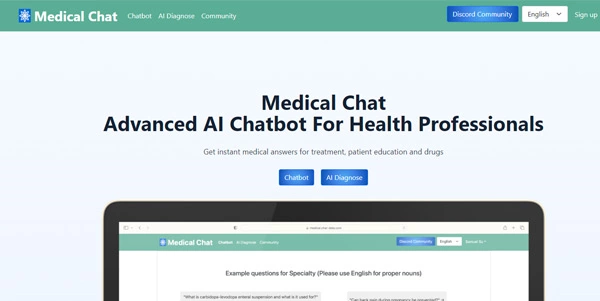 Medical Chat Chatbot AI Diagnose Community Discord Community English Sign up
Medical Chat
Advanced AI Chatbot For Health Professionals
Get instant medical answers for treatment, patient education and drugs
Chatbot AI Diagnose
medical.chat-data.com
Medical Chat Chatbot AI Diagnose Community Discord Community English
Example questions for Specialty (Please use English for proper nouns)
"What is carbidopa-levodopa enteral suspension and what is it used for?" "Can back pain during pregnancy be prevented?"